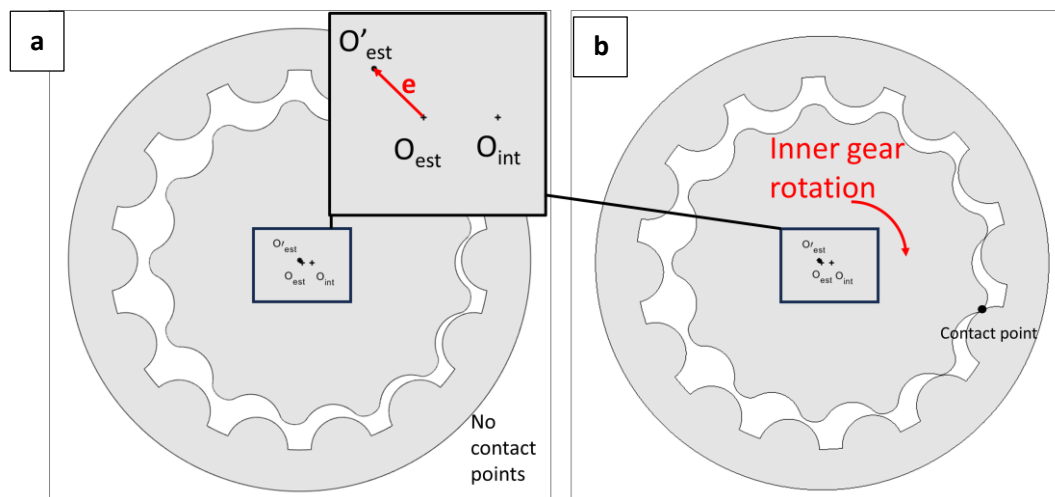 a
O'est
e
Oest Oint
O'est
Oest Oint
No
contact
points
b
Inner gear
rotation
O'est
Oest Oint
Contact point